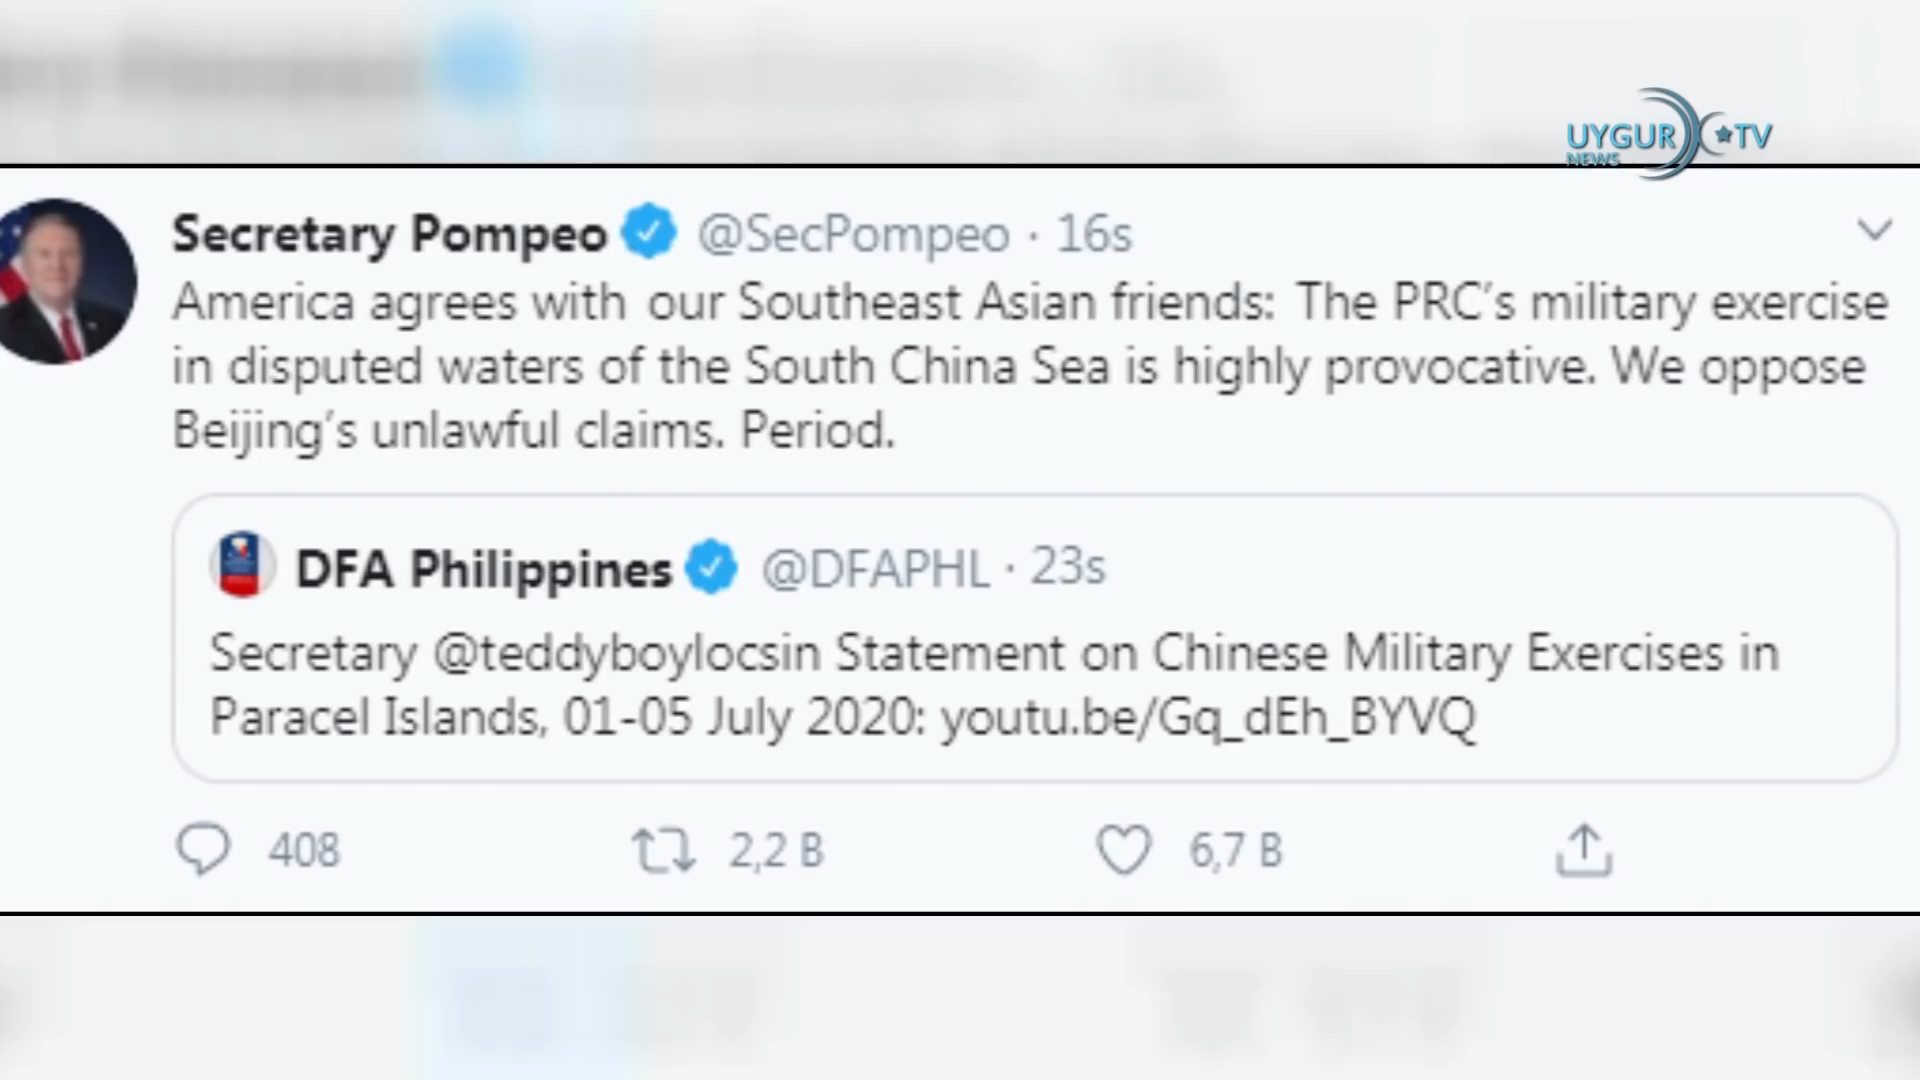 UYGUR TV
NEWS
Secretary Pompeo @SecPompeo · 16s
America agrees with our Southeast Asian friends: The PRC's military exercise
in disputed waters of the South China Sea is highly provocative. We oppose
Beijing's unlawful claims. Period.
DFA Philippines @DFAPHL · 23s
Secretary @teddyboylocsin Statement on Chinese Military Exercises in
Paracel Islands, 01-05 July 2020: youtu.be/Gq_dEh_BYVQ
408 2,2 B 6,7 B